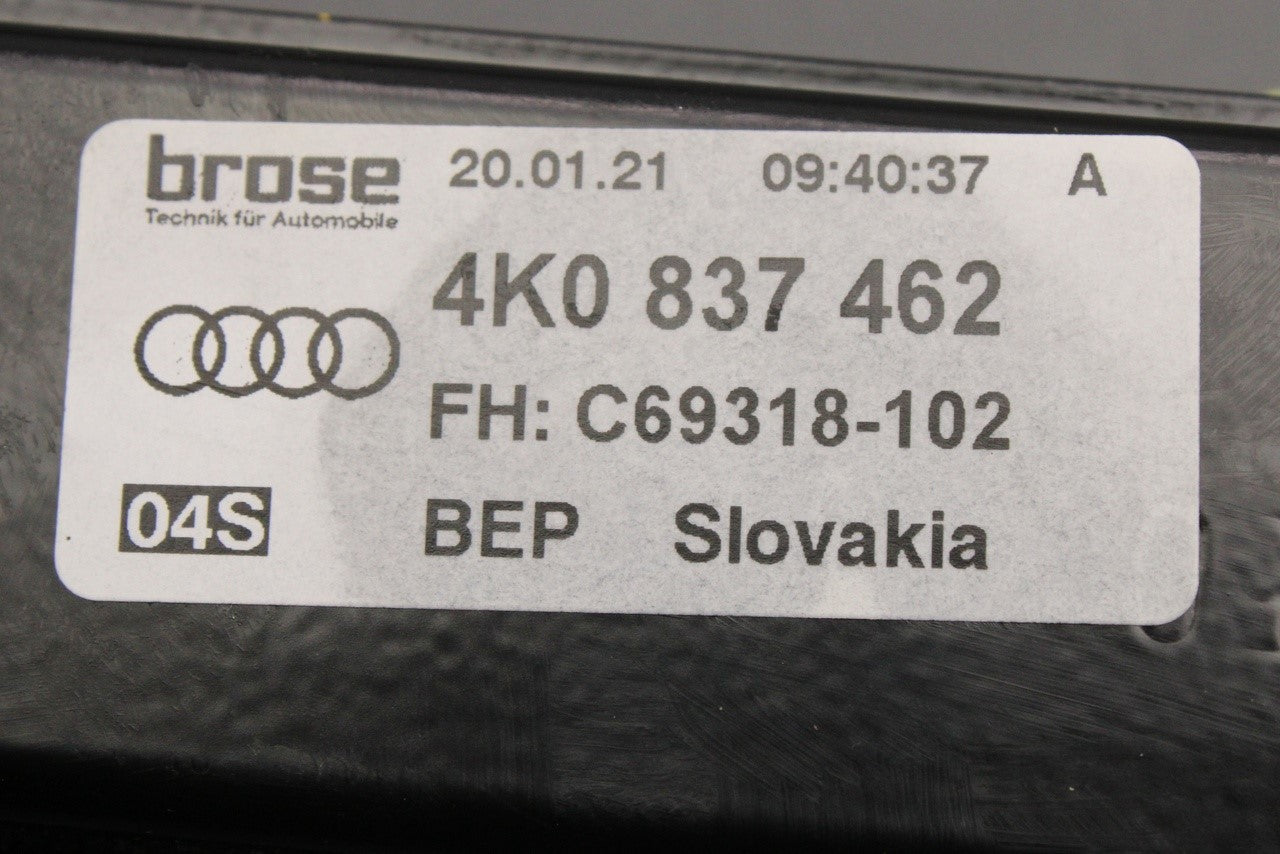 brose 20.01.21 09:40:37 A
Technik für Automobile
4K0 837 462
FH: C69318-102
04S BEP Slovakia